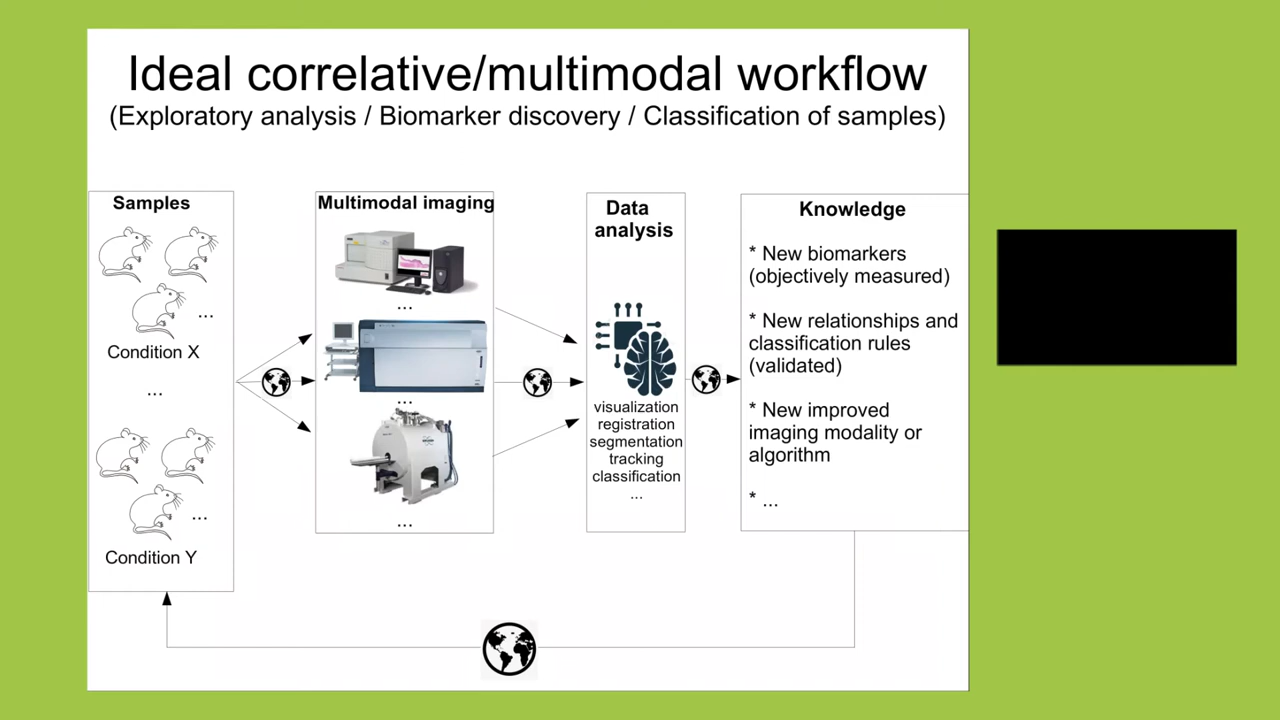 Ideal correlative/multimodal workflow
(Exploratory analysis / Biomarker discovery / Classification of samples)
Samples
...
Condition X
...
...
Condition Y
Multimodal imaging
...
...
...
Data
analysis
visualization
registration
segmentation
tracking
classification
...
Knowledge
* New biomarkers
(objectively measured)
* New relationships and
classification rules
(validated)
* New improved
imaging modality or
algorithm
* ...